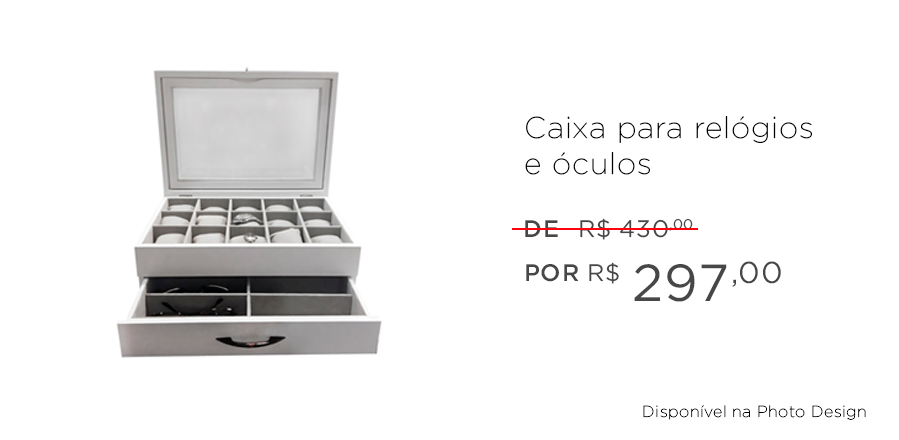 Caixa para relógios
e óculos
DE R$ 430,00
POR R$ 297,00
Disponível na Photo Design